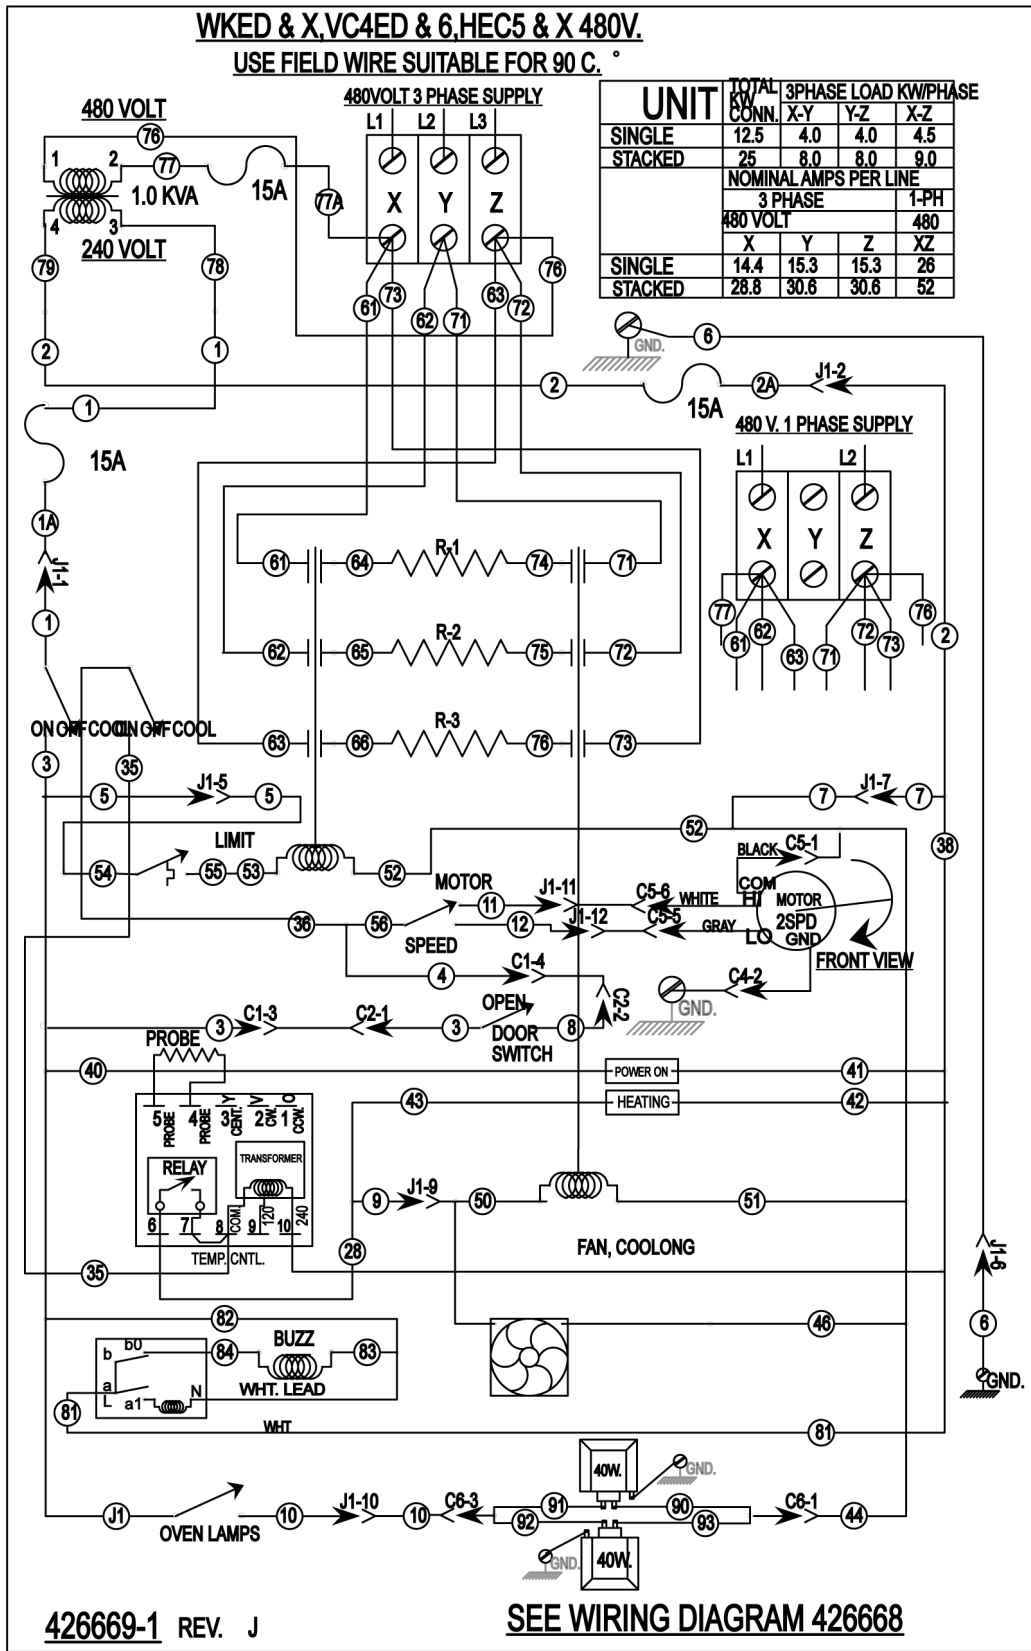 WKED & X,VC4ED & 6,HEC5 & X 480V.
USE FIELD WIRE SUITABLE FOR 90 C. °
480 VOLT
76
1 2
77
1.0 KVA
15A
77A
4 3
240 VOLT
79
78
2
1
1
15A
1A
J1-1
1
480VOLT 3 PHASE SUPPLY
L1 L2 L3
X Y Z
61 73 62 71 63 72 76
UNIT TOTAL KW CONN. 3PHASE LOAD KW/PHASE
X-Y Y-Z X-Z
SINGLE 12.5 4.0 4.0 4.5
STACKED 25 8.0 8.0 9.0
NOMINAL AMPS PER LINE
3 PHASE 1-PH
480 VOLT 480
X Y Z XZ
SINGLE 14.4 15.3 15.3 26
STACKED 28.8 30.6 30.6 52
GND.
6
2
15A
2A
J1-2
480 V. 1 PHASE SUPPLY
L1 L2
X Y Z
77 61 62 63 71 72 73 76
2
61 64 R-1 74 71
62 65 R-2 75 72
63 66 R-3 76 73
ON OFF COOL ON OFF COOL
3
35
5 J1-5 5
7 J1-7 7
LIMIT
54 55 53 52
52
38
BLACK C5-1
MOTOR
11 J1-11 C5-6 WHITE
COM
HI
MOTOR
2SPD
LO GND
36 56 12 J1-12 C5-5 GRAY
SPEED
FRONT VIEW
4 C1-4
C2-2
GND.
C4-2
3 C1-3 C2-1 3
OPEN
DOOR
SWITCH
8
PROBE
40
POWER ON
41
43
HEATING
42
5 4 3 2 1
PROBE PROBE CENT. Y CW. V CCW. O
RELAY
TRANSFORMER
6 7 8 9 10
COM 120 240
TEMP. CNTL.
9 J1-9 50 51
28
35
FAN, COOLONG
J1-6
6
GND.
82
b b0
84 BUZZ 83
a
L a1 N
WHT. LEAD
46
81 WHT 81
40W.
GND.
J1 OVEN LAMPS 10 J1-10 10 C6-3
91 90
92 93
C6-1 44
GND.
40W.
426669-1 REV. J
SEE WIRING DIAGRAM 426668